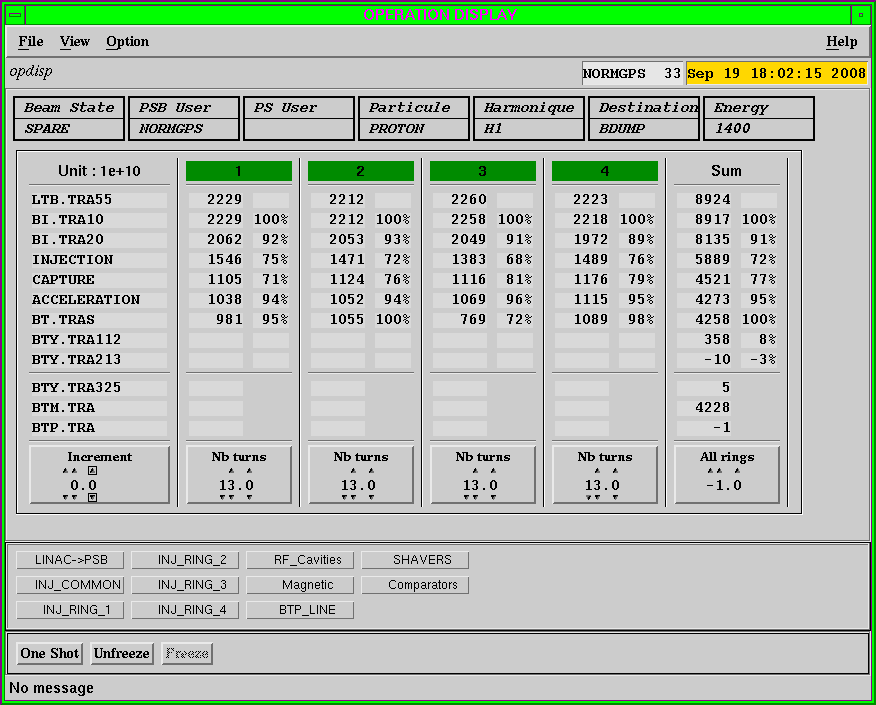 OPERATION DISPLAY
File View Option Help
opdisp NORMGPS 33 Sep 19 18:02:15 2008
Beam State PSB User PS User Particule Harmonique Destination Energy
SPARE NORMGPS PROTON H1 BDUMP 1400
Unit : 1e+10 1 2 3 4 Sum
LTB.TRA55 2229 2212 2260 2223 8924
BI.TRA10 2229 100% 2212 100% 2258 100% 2218 100% 8917 100%
BI.TRA20 2062 92% 2053 93% 2049 91% 1972 89% 8135 91%
INJECTION 1546 75% 1471 72% 1383 68% 1489 76% 5889 72%
CAPTURE 1105 71% 1124 76% 1116 81% 1176 79% 4521 77%
ACCELERATION 1038 94% 1052 94% 1069 96% 1115 95% 4273 95%
BT.TRAS 981 95% 1055 100% 769 72% 1089 98% 4258 100%
BTY.TRA112 358 8%
BTY.TRA213 -10 -3%
BTY.TRA325 5
BTM.TRA 4228
BTP.TRA -1
Increment Nb turns Nb turns Nb turns Nb turns All rings
0.0 13.0 13.0 13.0 13.0 -1.0
LINAC->PSB INJ_RING_2 RF_Cavities SHAVERS
INJ_COMMON INJ_RING_3 Magnetic Comparators
INJ_RING_1 INJ_RING_4 BTP_LINE
One Shot Unfreeze Freeze
No message